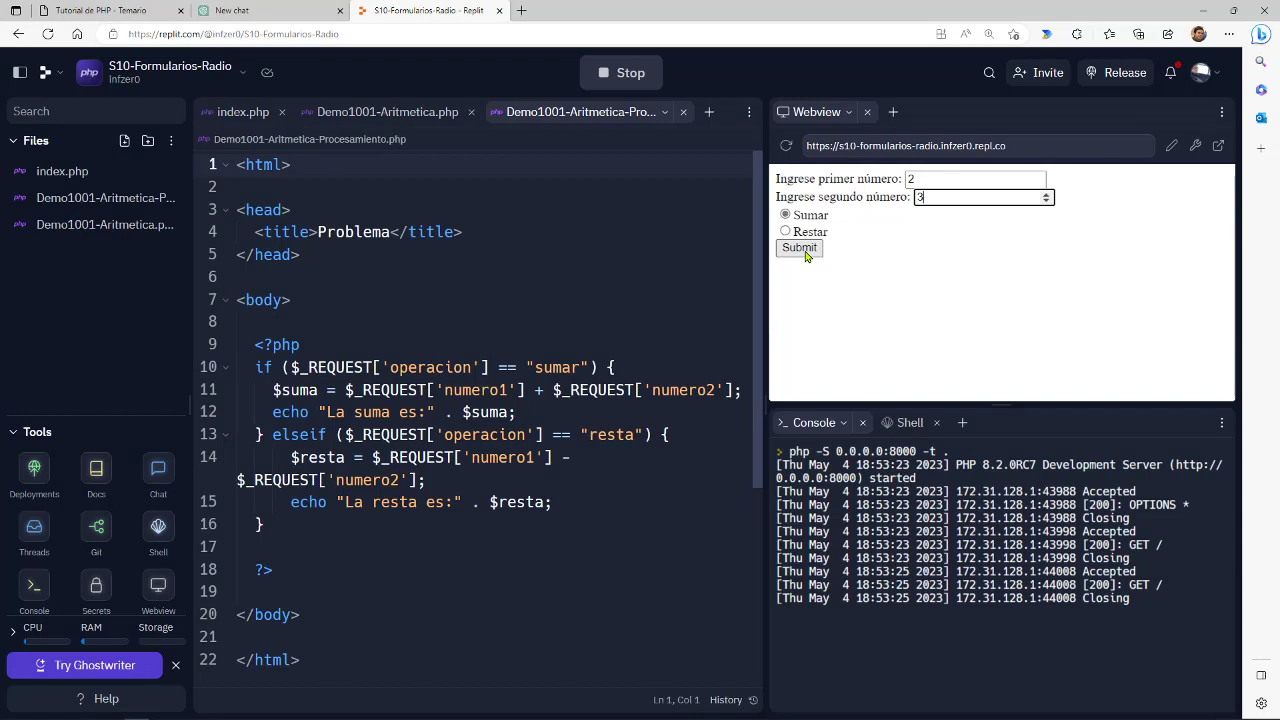 Tutorial de PHP - Temario
New chat
S10-Formularios-Radio - Replit
https://replit.com/@infzer0/S10-Formularios-Radio
php
S10-Formularios-Radio
Infzer0
Stop
Invite
Release
Search
Files
index.php
Demo1001-Aritmetica-P...
Demo1001-Aritmetica.p...
Tools
Deployments
Docs
Chat
Threads
Git
Shell
Console
Secrets
Webview
CPU
RAM
Storage
Try Ghostwriter
? Help
index.php
Demo1001-Aritmetica.php
Demo1001-Aritmetica-Pro...
Demo1001-Aritmetica-Procesamiento.php
1 <html>
2
3 <head>
4 <title>Problema</title>
5 </head>
6
7 <body>
8
9 <?php
10 if ($_REQUEST['operacion'] == "sumar") {
11 $suma = $_REQUEST['numero1'] + $_REQUEST['numero2'];
12 echo "La suma es:" . $suma;
13 } elseif ($_REQUEST['operacion'] == "resta") {
14 $resta = $_REQUEST['numero1'] -
$_REQUEST['numero2'];
15 echo "La resta es:" . $resta;
16 }
17
18 ?>
19
20 </body>
21
22 </html>
Ln 1, Col 1
History
Webview
https://s10-formularios-radio.infzer0.repl.co
Ingrese primer número: 2
Ingrese segundo número: 3
Sumar
Restar
Submit
Console
Shell
php -S 0.0.0.0:8000 -t .
[Thu May 4 18:53:23 2023] PHP 8.2.0RC7 Development Server (http://
0.0.0.0:8000) started
[Thu May 4 18:53:23 2023] 172.31.128.1:43988 Accepted
[Thu May 4 18:53:23 2023] 172.31.128.1:43988 [200]: OPTIONS *
[Thu May 4 18:53:23 2023] 172.31.128.1:43988 Closing
[Thu May 4 18:53:23 2023] 172.31.128.1:43998 Accepted
[Thu May 4 18:53:23 2023] 172.31.128.1:43998 [200]: GET /
[Thu May 4 18:53:23 2023] 172.31.128.1:43998 Closing
[Thu May 4 18:53:25 2023] 172.31.128.1:44008 Accepted
[Thu May 4 18:53:25 2023] 172.31.128.1:44008 [200]: GET /
[Thu May 4 18:53:25 2023] 172.31.128.1:44008 Closing